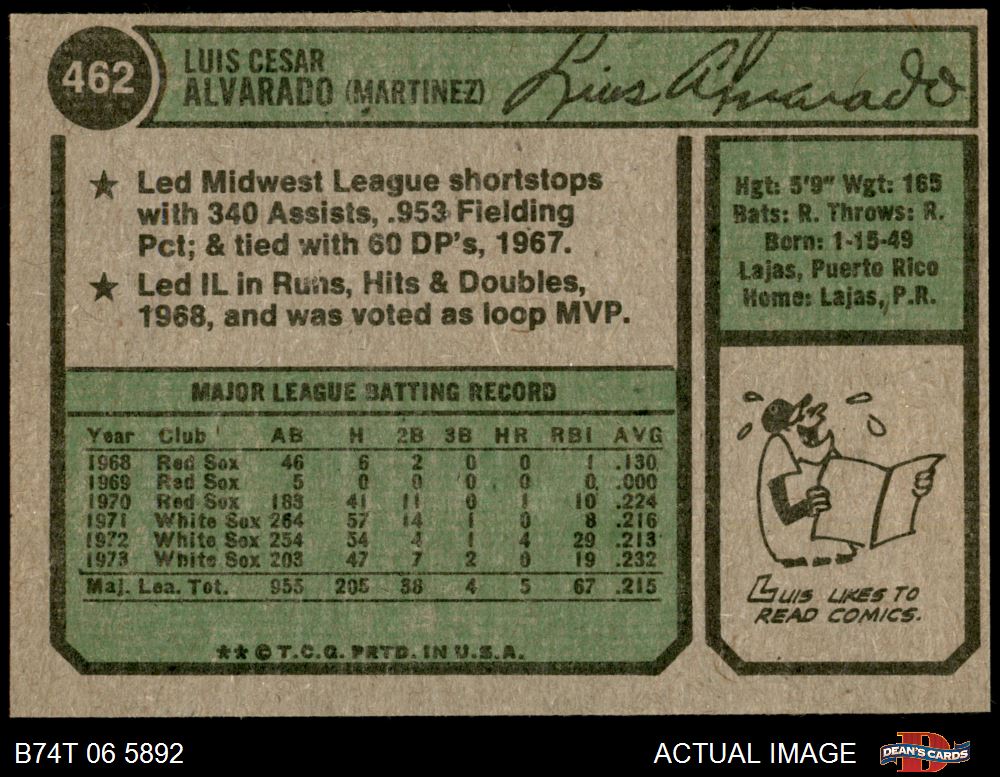 462
LUIS CESAR
ALVARADO (MARTINEZ)
Luis Alvarado
★ Led Midwest League shortstops
with 340 Assists, .953 Fielding
Pct; & tied with 60 DP's, 1967.
★ Led IL in Runs, Hits & Doubles,
1968, and was voted as loop MVP.
Hgt: 5'9" Wgt: 165
Bats: R. Throws: R.
Born: 1-15-49
Lajas, Puerto Rico
Home: Lajas, P.R.
MAJOR LEAGUE BATTING RECORD
Year Club AB H 2B 3B HR RBI AVG
1968 Red Sox 46 6 2 0 0 1 .130
1969 Red Sox 5 0 0 0 0 0 .000
1970 Red Sox 183 41 11 0 1 10 .224
1971 White Sox 264 57 14 1 0 8 .216
1972 White Sox 254 54 4 1 4 29 .213
1973 White Sox 203 47 7 2 0 19 .232
Maj. Lea. Tot. 955 205 38 4 5 67 .215
★★ © T.C.G. PRTD. IN U.S.A.
LUIS LIKES TO
READ COMICS.
B74T 06 5892
ACTUAL IMAGE
DEAN'S CARDS